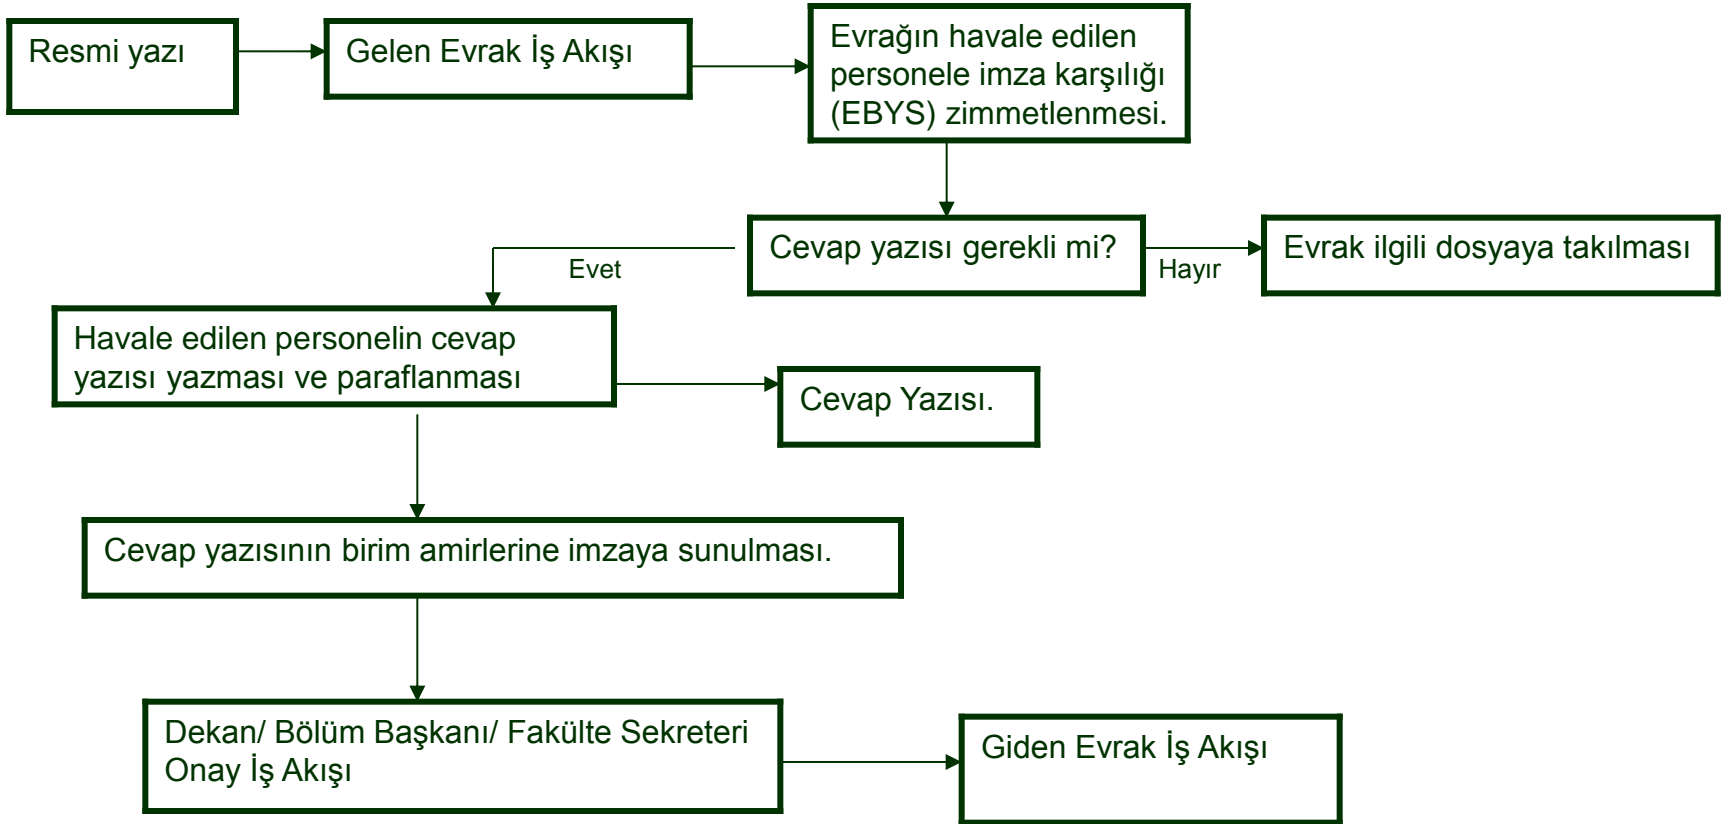 Resmi yazı
Gelen Evrak İş Akışı
Evrağın havale edilen
personele imza karşılığı
(EBYS) zimmetlenmesi.
Cevap yazısı gerekli mi?
Evet
Hayır
Evrak ilgili dosyaya takılması
Havale edilen personelin cevap
yazısı yazması ve paraflanması
Cevap Yazısı.
Cevap yazısının birim amirlerine imzaya sunulması.
Dekan/ Bölüm Başkanı/ Fakülte Sekreteri
Onay İş Akışı
Giden Evrak İş Akışı